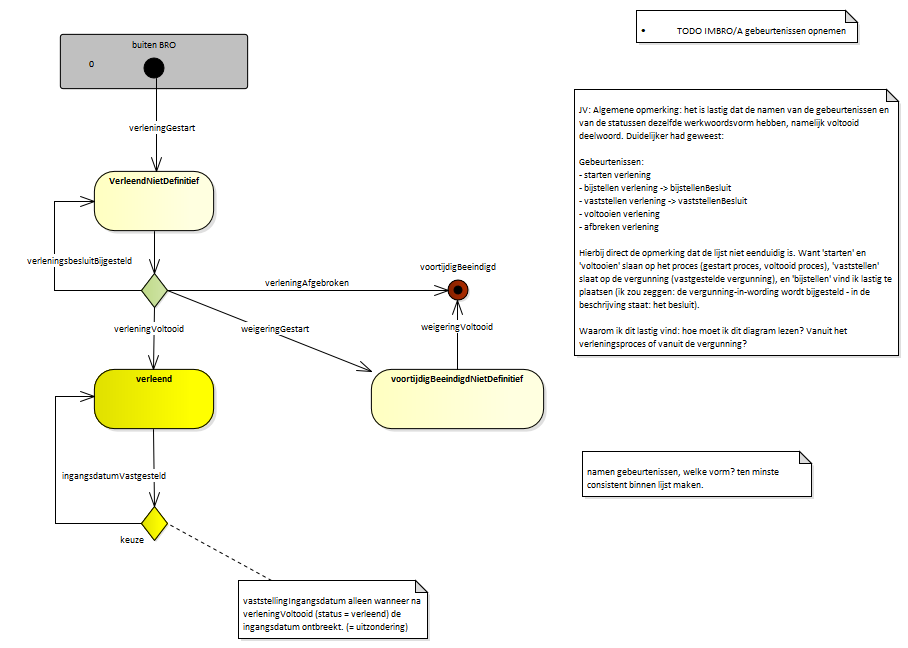 buiten BRO
0
verleningGestart
VerleendNietDefinitief
verleningsbesluitBijgesteld
verleningAfgebroken
voortijdigBeeindigd
verleningVoltooid
weigeringGestart
weigeringVoltooid
verleend
voortijdigBeeindigdNietDefinitief
ingangsdatumVastgesteld
keuze
vaststellingIngangsdatum alleen wanneer na
verleningVoltooid (status = verleend) de
ingangsdatum ontbreekt. (= uitzondering)
• TODO IMBRO/A gebeurtenissen opnemen
JV: Algemene opmerking: het is lastig dat de namen van de gebeurtenissen en
van de statussen dezelfde werkwoordsvorm hebben, namelijk voltooid
deelwoord. Duidelijker had geweest:
Gebeurtenissen:
- starten verlening
- bijstellen verlening -> bijstellenBesluit
- vaststellen verlening -> vaststellenBesluit
- voltooien verlening
- afbreken verlening
Hierbij direct de opmerking dat de lijst niet eenduidig is. Want 'starten' en
'voltooien' slaan op het proces (gestart proces, voltooid proces), 'vaststellen'
slaat op de vergunning (vastgestelde vergunning), en 'bijstellen' vind ik lastig te
plaatsen (ik zou zeggen: de vergunning-in-wording wordt bijgesteld - in de
beschrijving staat: het besluit).
Waarom ik dit lastig vind: hoe moet ik dit diagram lezen? Vanuit het
verleningsproces of vanuit de vergunning?
namen gebeurtenissen, welke vorm? ten minste
consistent binnen lijst maken.